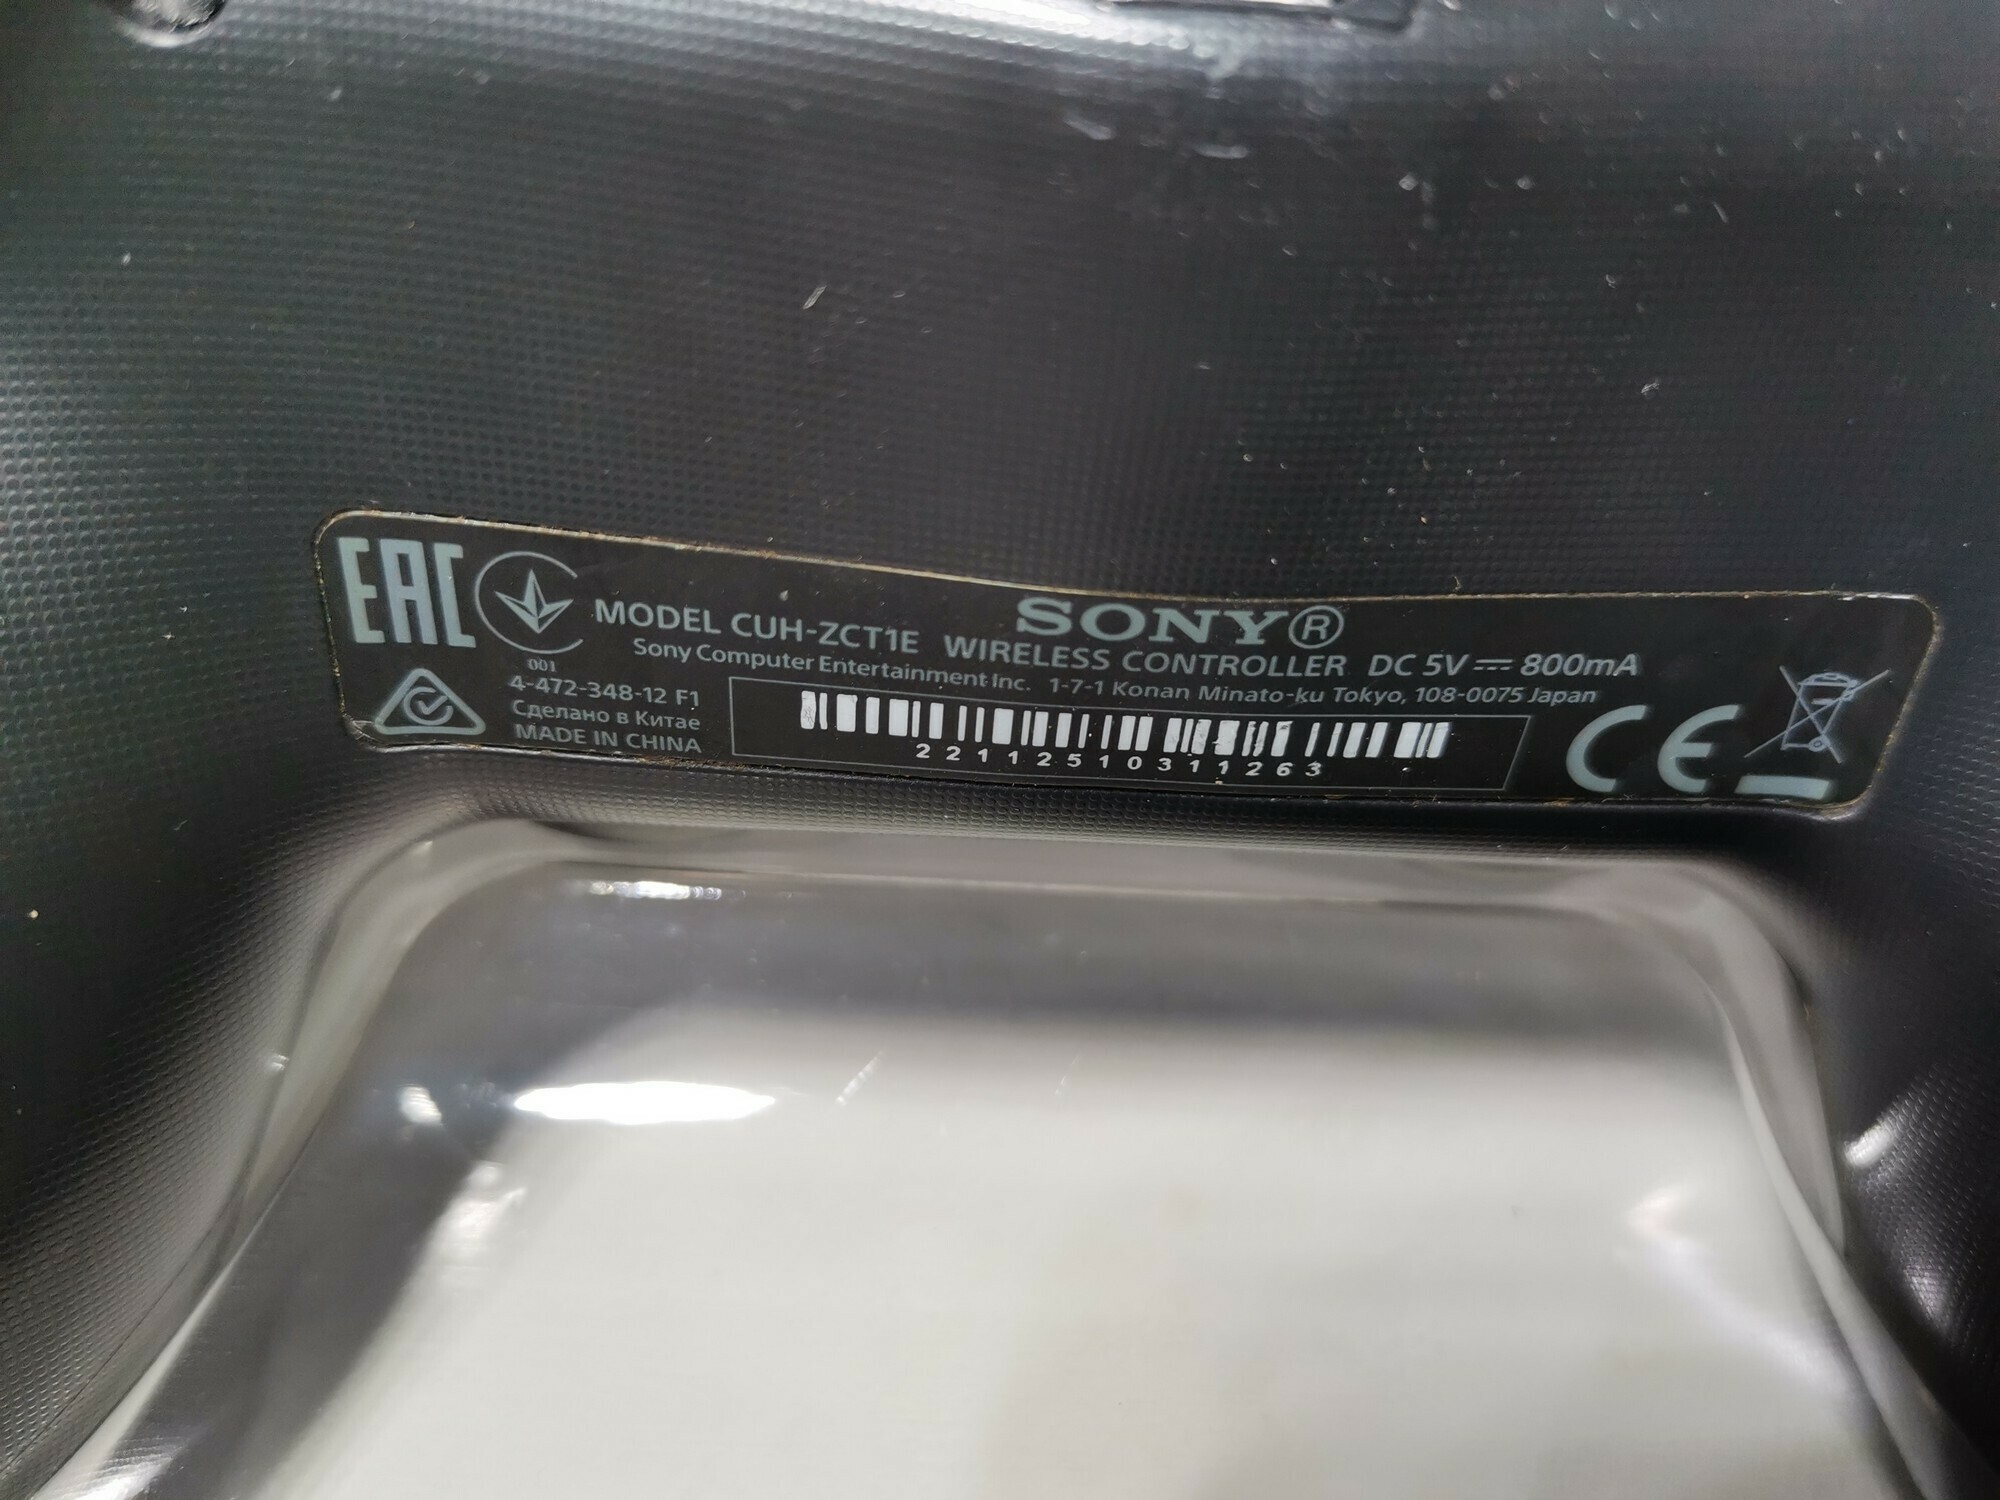 EAC
SONY®
MODEL CUH-ZCT1E WIRELESS CONTROLLER DC 5V 800mA
Sony Computer Entertainment Inc. 1-7-1 Konan Minato-ku Tokyo, 108-0075 Japan
001
4-472-348-12 F1
Сделано в Китае
MADE IN CHINA
22112510311263
CE